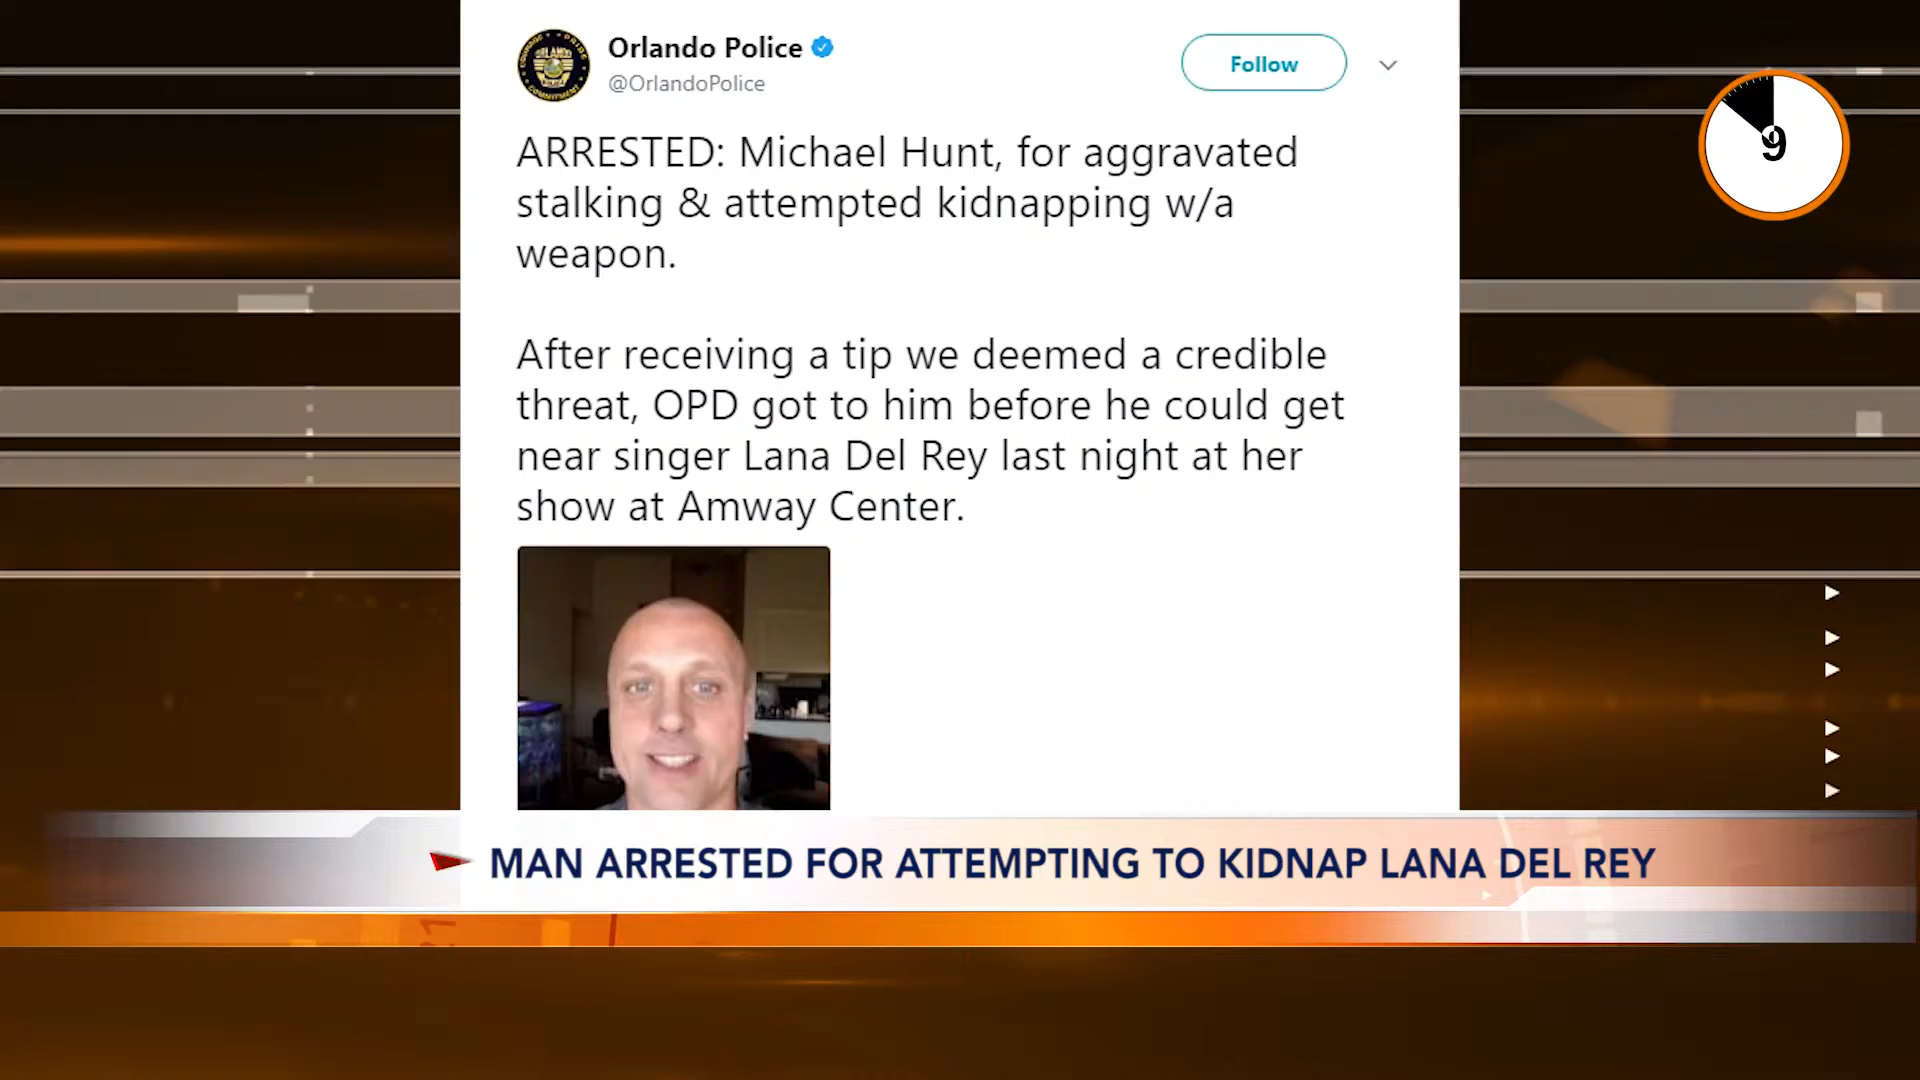 Orlando Police
@OrlandoPolice
Follow
9
ARRESTED: Michael Hunt, for aggravated
stalking & attempted kidnapping w/a
weapon.
After receiving a tip we deemed a credible
threat, OPD got to him before he could get
near singer Lana Del Rey last night at her
show at Amway Center.
MAN ARRESTED FOR ATTEMPTING TO KIDNAP LANA DEL REY